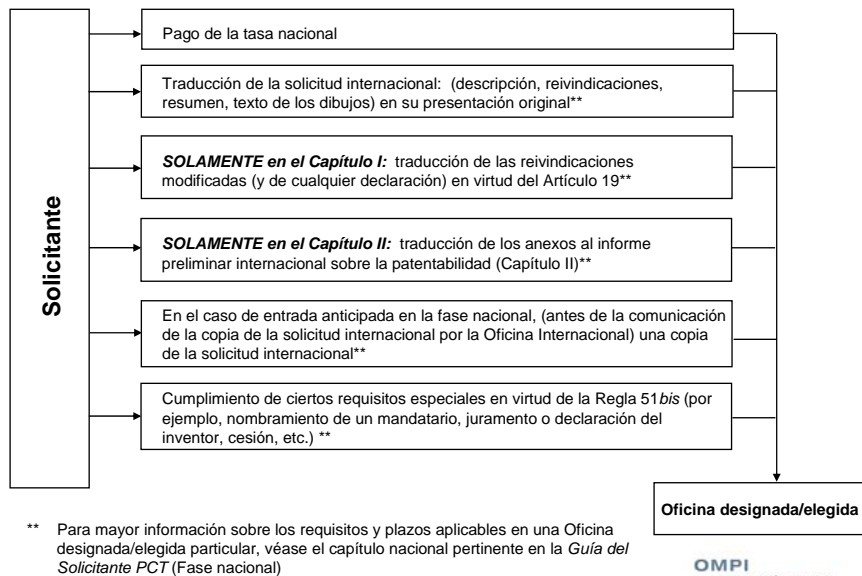 Solicitante
Pago de la tasa nacional
Traducción de la solicitud internacional: (descripción, reivindicaciones,
resumen, texto de los dibujos) en su presentación original**
SOLAMENTE en el Capítulo I: traducción de las reivindicaciones
modificadas (y de cualquier declaración) en virtud del Artículo 19**
SOLAMENTE en el Capítulo II: traducción de los anexos al informe
preliminar internacional sobre la patentabilidad (Capítulo II)**
En el caso de entrada anticipada en la fase nacional, (antes de la comunicación
de la copia de la solicitud internacional por la Oficina Internacional) una copia
de la solicitud internacional**
Cumplimiento de ciertos requisitos especiales en virtud de la Regla 51bis (por
ejemplo, nombramiento de un mandatario, juramento o declaración del
inventor, cesión, etc.) **
Oficina designada/elegida
** Para mayor información sobre los requisitos y plazos aplicables en una Oficina
designada/elegida particular, véase el capítulo nacional pertinente en la Guía del
Solicitante PCT (Fase nacional)
OMPI